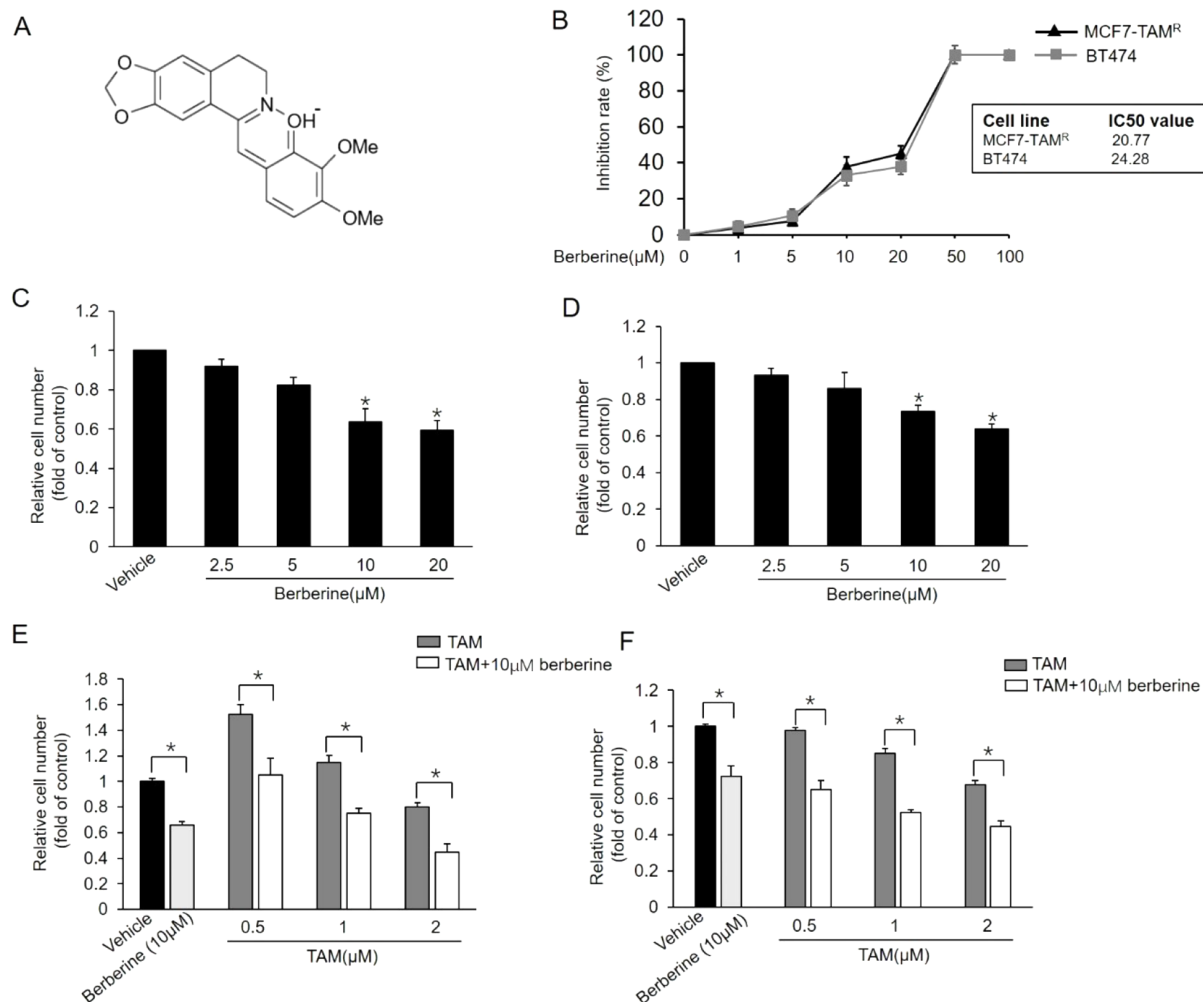 A
O
O
N
OH
-
OMe
OMe
B
MCF7-TAMᴿ
BT474
Inhibition rate (%)
120
100
80
60
40
20
0
Cell line IC50 value
MCF7-TAMᴿ 20.77
BT474 24.28
Berberine(µM) 0 1 5 10 20 50 100
C
Relative cell number
(fold of control)
1.2
1
0.8
0.6
0.4
0.2
0
* *
Vehicle 2.5 5 10 20
Berberine(µM)
D
Relative cell number
(fold of control)
1.2
1
0.8
0.6
0.4
0.2
0
* *
Vehicle 2.5 5 10 20
Berberine(µM)
E
TAM
TAM+10µM berberine
Relative cell number
(fold of control)
1.8
1.6
1.4
1.2
1
0.8
0.6
0.4
0.2
0
* * * *
Vehicle
Berberine (10µM)
0.5 1 2
TAM(µM)
F
TAM
TAM+10µM berberine
Relative cell number
(fold of control)
1.2
1
0.8
0.6
0.4
0.2
0
* * * *
Vehicle
Berberine (10µM)
0.5 1 2
TAM(µM)